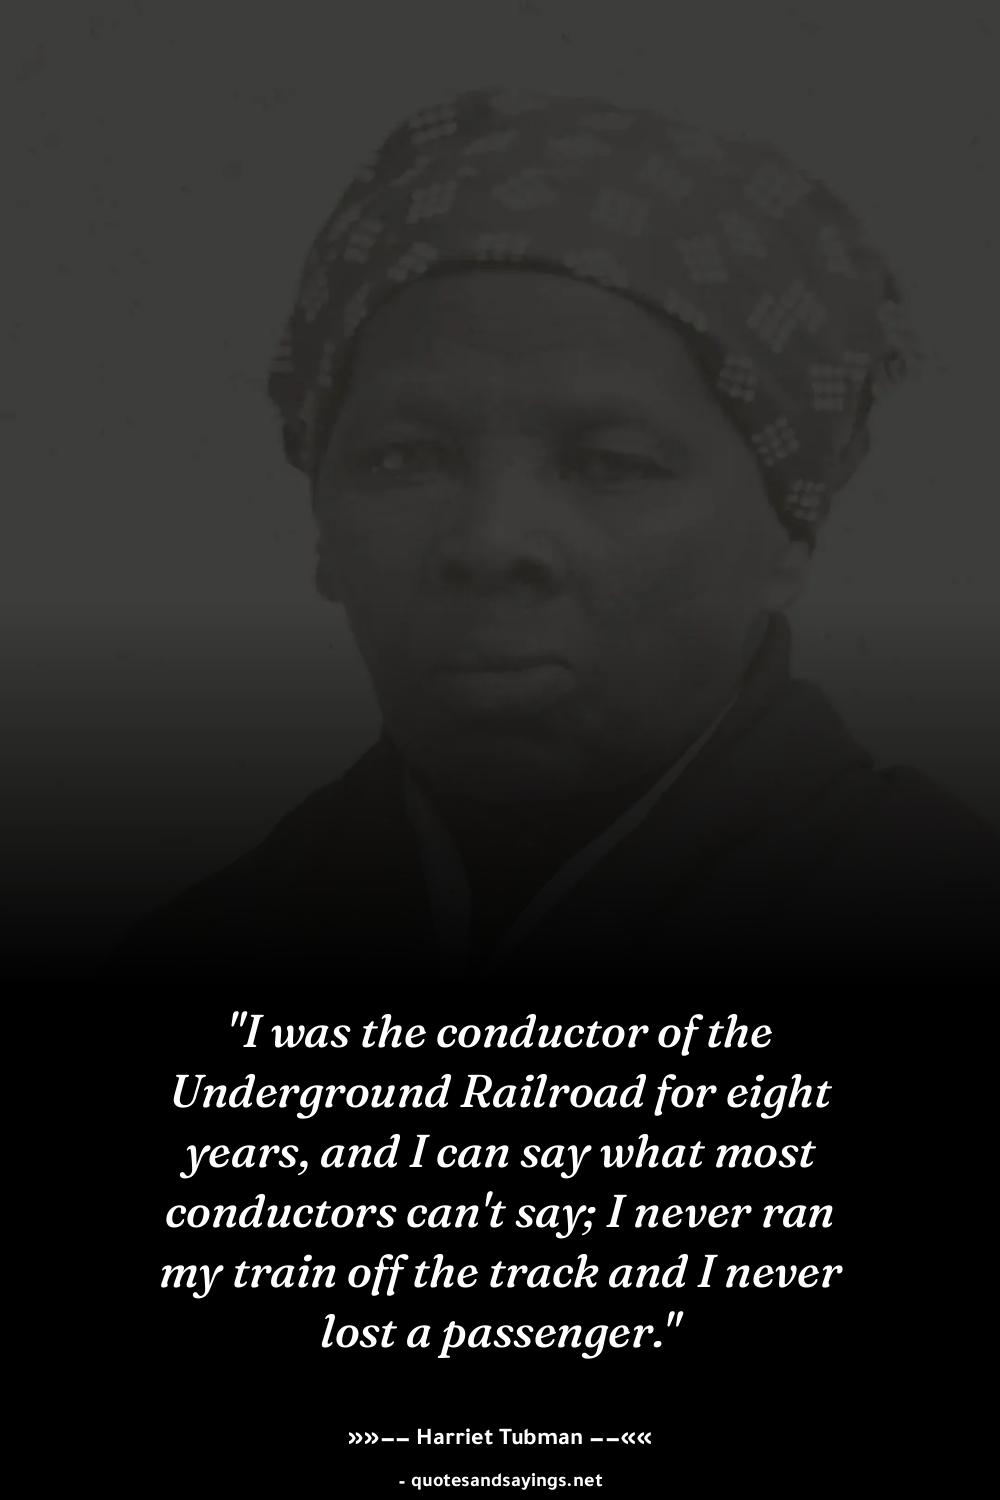 "I was the conductor of the
Underground Railroad for eight
years, and I can say what most
conductors can't say; I never ran
my train off the track and I never
lost a passenger."
»»–– Harriet Tubman ––««
- quotesandsayings.net